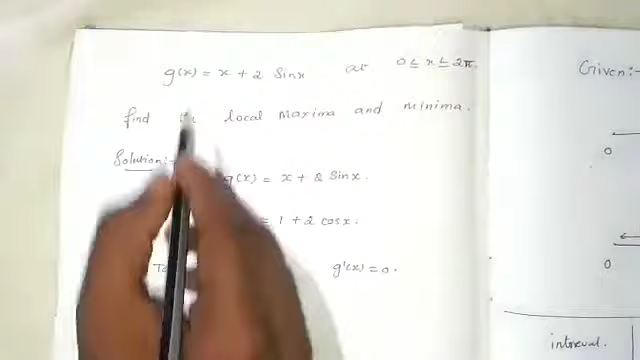 g(x) = x + 2 Sinx at 0 ≤ x ≤ 2π.
find local Maxima and minima.
Solution:-
g(x) = x + 2 Sinx.
= 1 + 2 cosx.
To g'(x) = 0.
Given:-
0
0
interval.